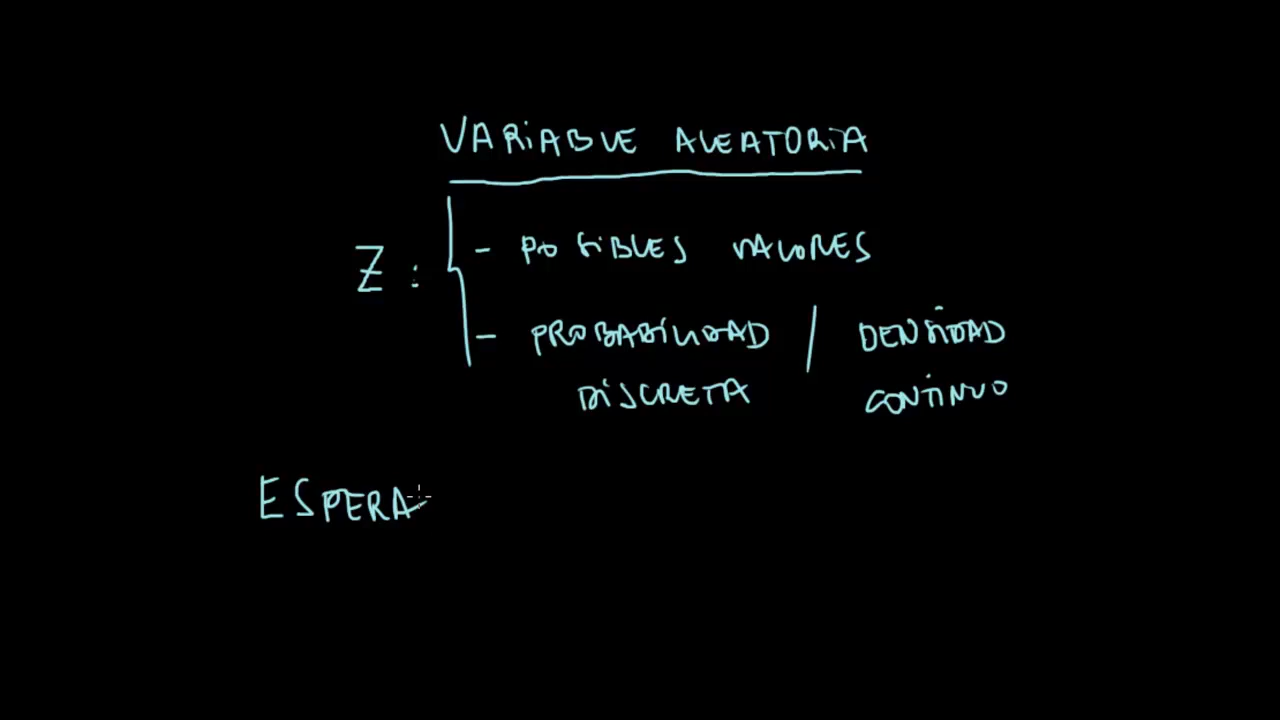 VARIABLE ALEATORIA
Z: - POSIBLES VALORES
- PROBABILIDAD / DENSIDAD
DISCRETA CONTINUO
ESPERA